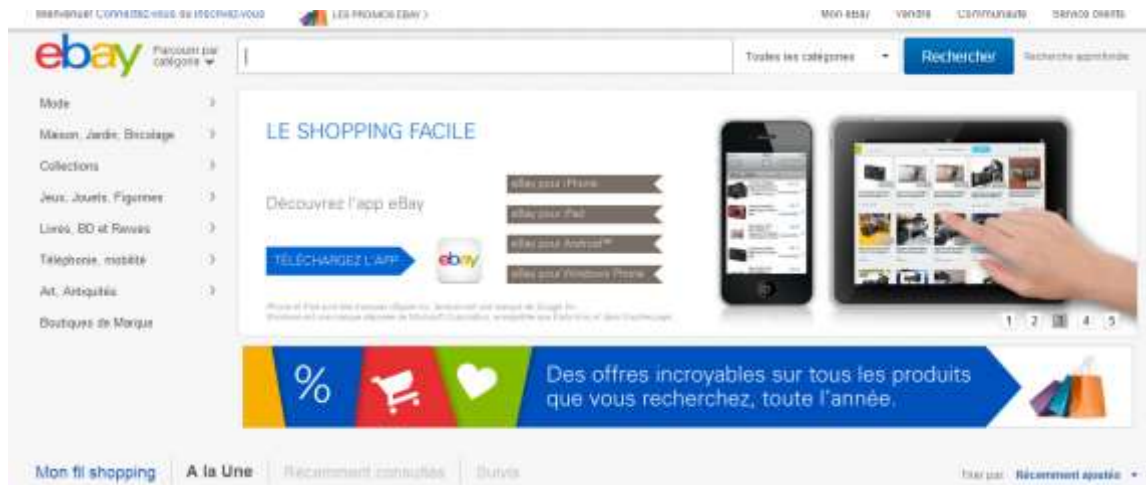 Bienvenue! Connectez-vous ou inscrivez-vous
LES PROMOS EBAY >
Mon eBay Vendre Communauté Service clients
ebay
Parcourir par
catégorie
Toutes les catégories
Rechercher
Recherche approfondie
Mode
Maison, Jardin, Bricolage
Collections
Jeux, Jouets, Figurines
Livres, BD et Revues
Téléphonie, mobilité
Art, Antiquités
Boutiques de Marque
LE SHOPPING FACILE
Découvrez l'app eBay
TÉLÉCHARGEZ L'APP
ebay
eBay pour iPhone
eBay pour iPad
eBay pour Android™
eBay pour Windows Phone
1 2 3 4 5
%
Des offres incroyables sur tous les produits
que vous recherchez, toute l'année.
Mon fil shopping A la Une Récemment consultés Suivis
Trier par Récemment ajoutés